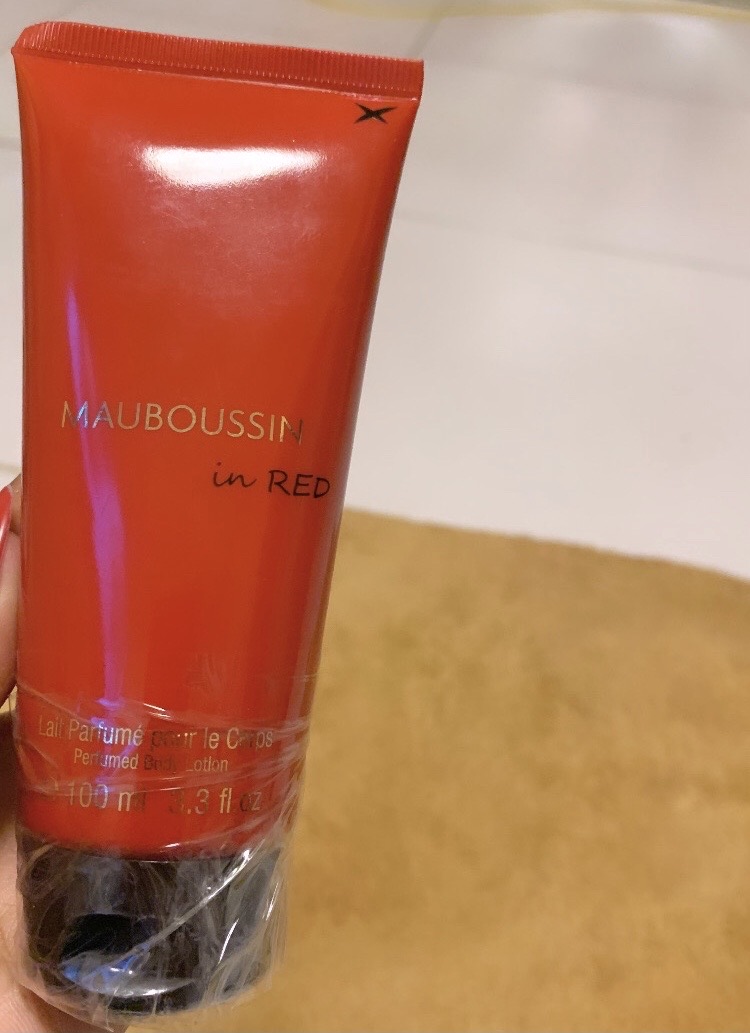 MAUBOUSSIN
in RED
Lait Parfumé pour le Corps
Perfumed Body Lotion
100 ml 3.3 fl oz